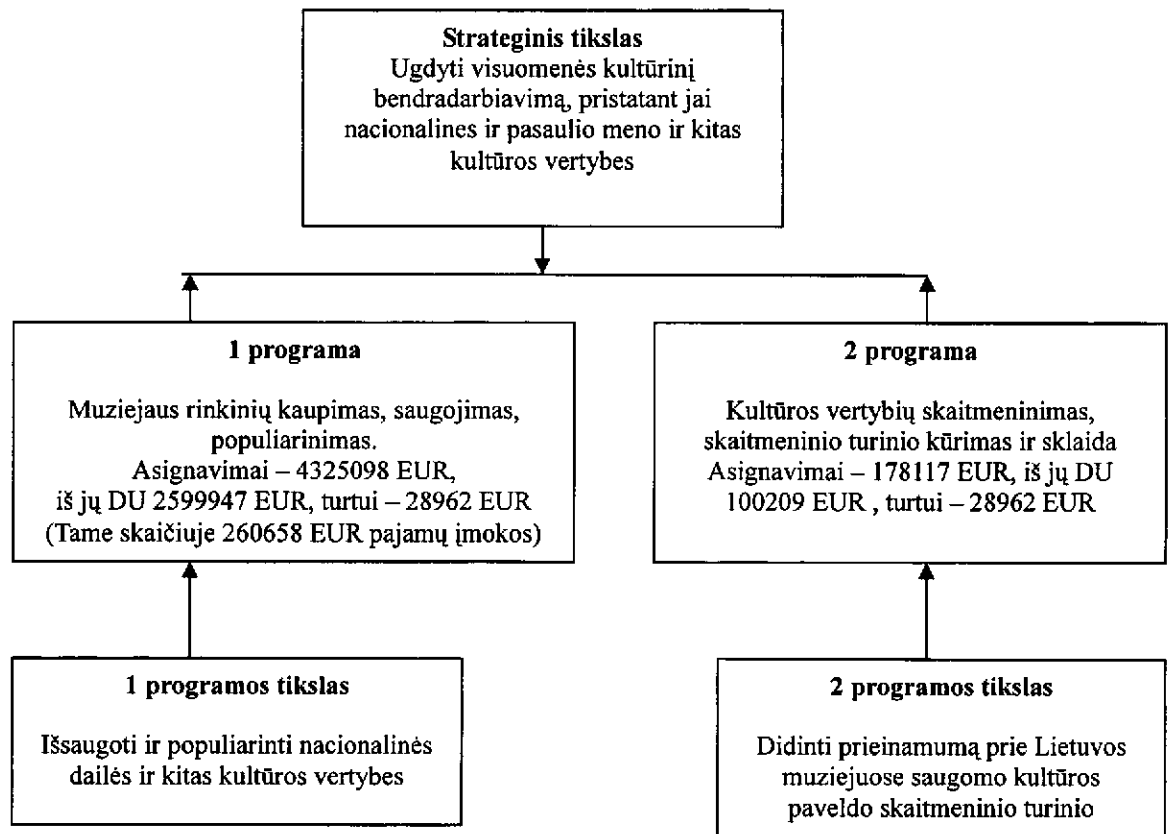 Strateginis tikslas
Ugdyti visuomenės kultūrinį
bendradarbiavimą, pristatant jai
nacionalines ir pasaulio meno ir kitas
kultūros vertybes
1 programa
Muziejaus rinkinių kaupimas, saugojimas,
populiarinimas.
Asignavimai – 4325098 EUR,
iš jų DU 2599947 EUR, turtui – 28962 EUR
(Tame skaičiuje 260658 EUR pajamų įmokos)
2 programa
Kultūros vertybių skaitmeninimas,
skaitmeninio turinio kūrimas ir sklaida
Asignavimai – 178117 EUR, iš jų DU
100209 EUR , turtui – 28962 EUR
1 programos tikslas
Išsaugoti ir populiarinti nacionalinės
dailės ir kitas kultūros vertybes
2 programos tikslas
Didinti prieinamumą prie Lietuvos
muziejuose saugomo kultūros
paveldo skaitmeninio turinio